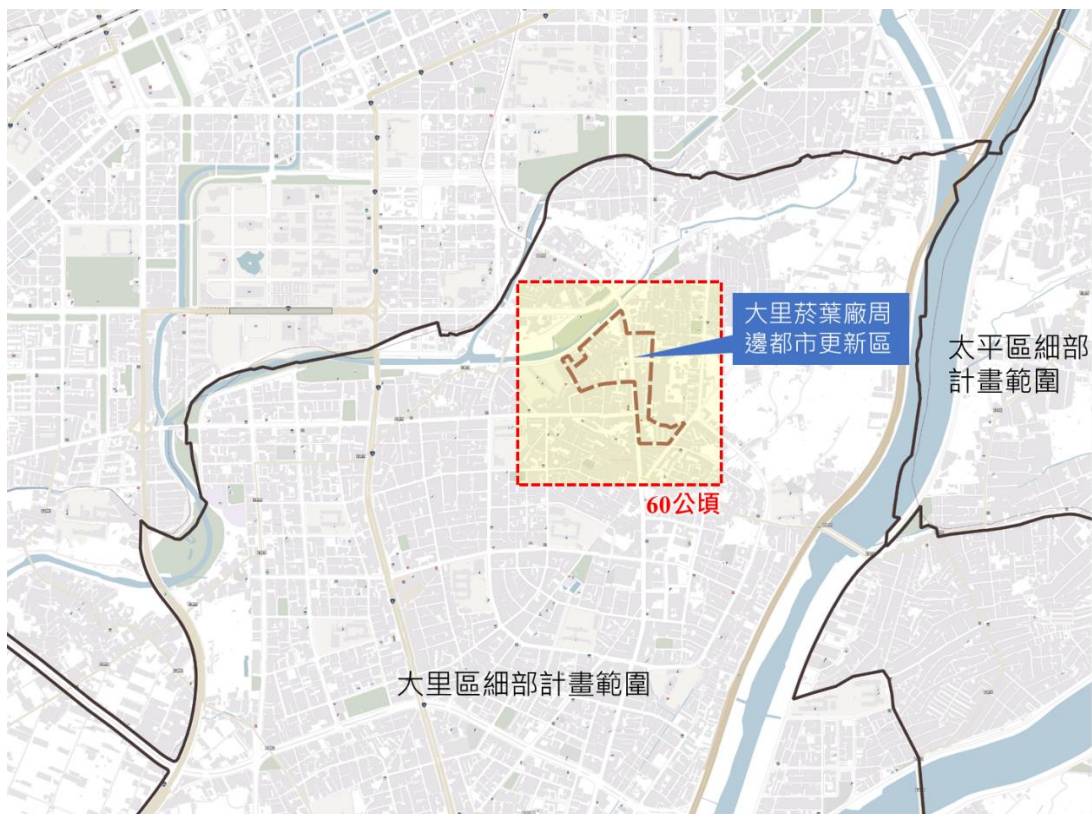 大里菸葉廠周
邊都市更新區
太平區細部
計畫範圍
60公頃
大里區細部計畫範圍